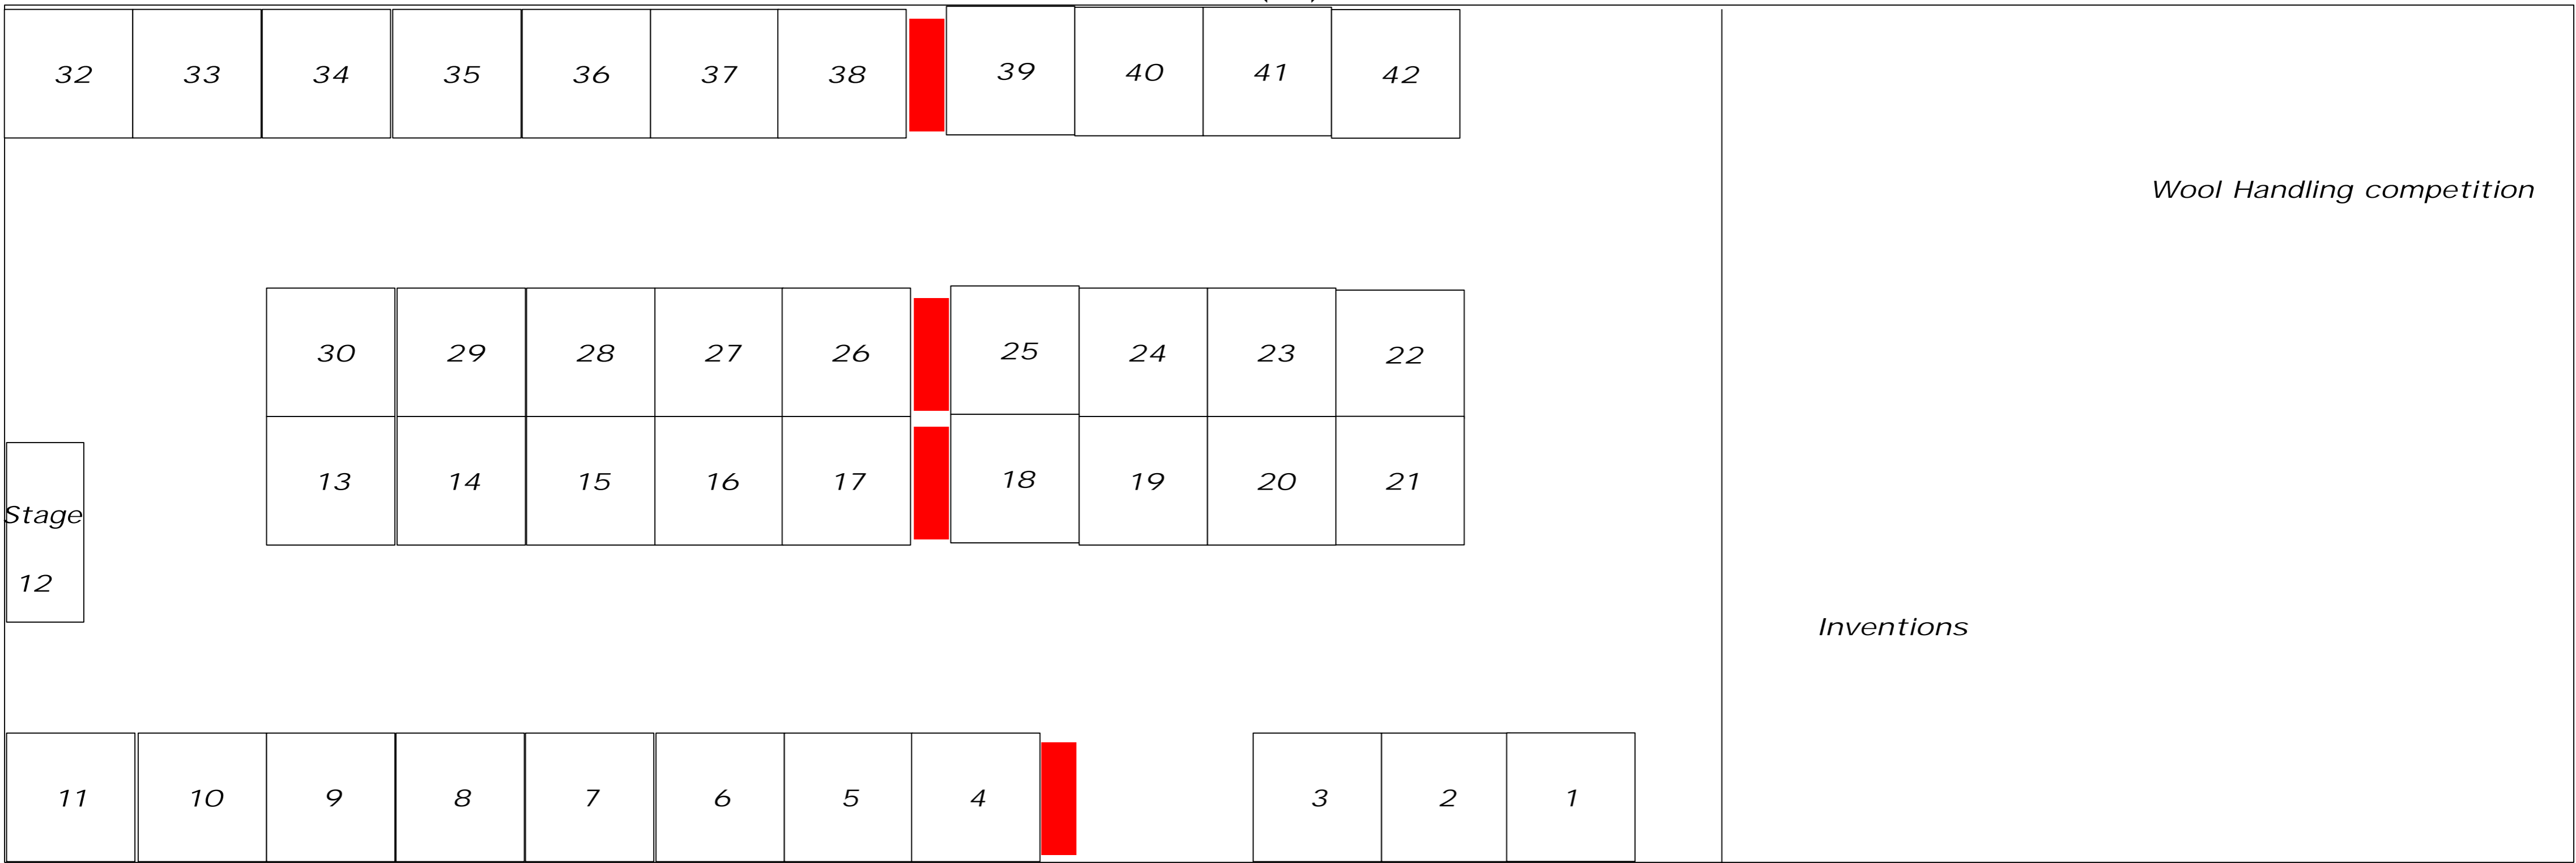 32 33 34 35 36 37 38 39 40 41 42
Wool Handling competition
30 29 28 27 26 25 24 23 22
13 14 15 16 17 18 19 20 21
Stage
12
Inventions
11 10 9 8 7 6 5 4 3 2 1